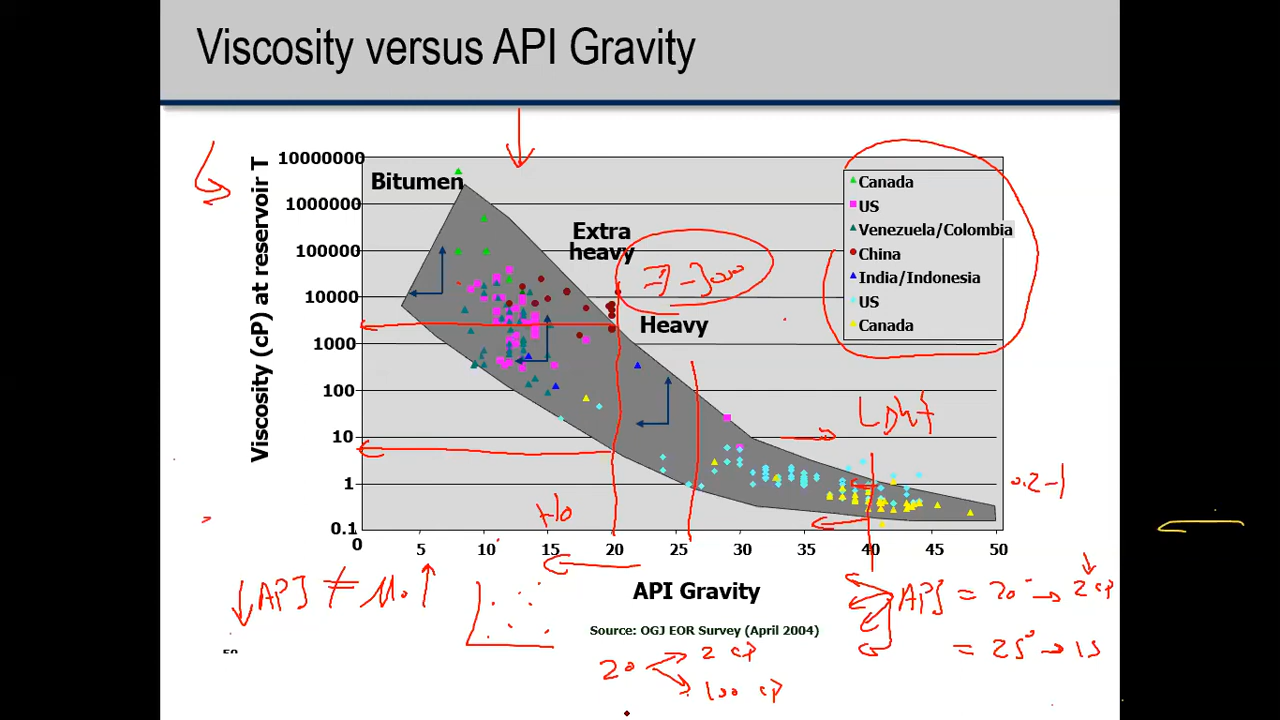 Viscosity versus API Gravity
Viscosity (cP) at reservoir T
10000000
1000000
100000
10000
1000
100
10
1
0.1
Bitumen
Extra
heavy
Heavy
Canada
US
Venezuela/Colombia
China
India/Indonesia
US
Canada
Light
0.2-1
H/o
0 5 10 15 20 25 30 35 40 45 50
API Gravity
Source: OGJ EOR Survey (April 2004)
↓ API ≠ μo ↑
API = 20° → 2 cp
= 25° → 15
20 → 2 cp
→ 100 cp